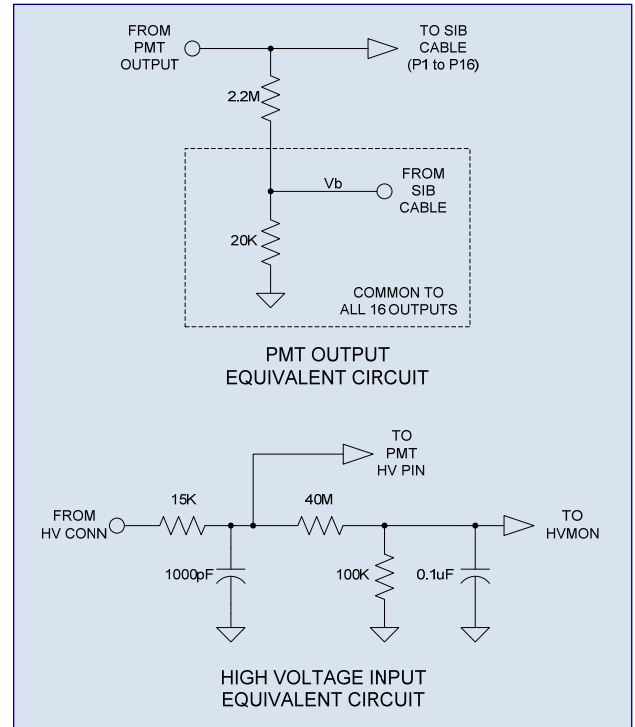 FROM
PMT
OUTPUT
TO SIB
CABLE
(P1 to P16)
2.2M
Vb
FROM
SIB
CABLE
20K
COMMON TO
ALL 16 OUTPUTS
PMT OUTPUT
EQUIVALENT CIRCUIT
TO
PMT
HV PIN
FROM
HV CONN
15K
40M
TO
HVMON
1000pF
100K
0.1uF
HIGH VOLTAGE INPUT
EQUIVALENT CIRCUIT